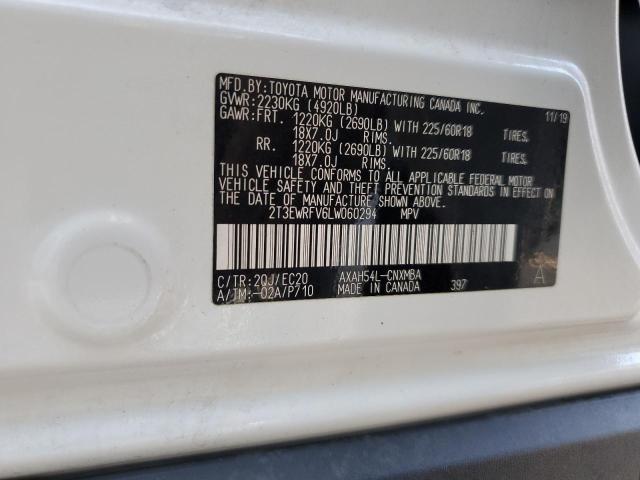 MFD.BY:TOYOTA MOTOR MANUFACTURING CANADA INC.
GVWR:2230KG (4920LB) 11/19
GAWR:FRT. 1220KG (2690LB) WITH 225/60R18 TIRES.
18X7.0J RIMS.
RR. 1220KG (2690LB) WITH 225/60R18 TIRES.
18X7.0J RIMS.
THIS VEHICLE CONFORMS TO ALL APPLICABLE FEDERAL MOTOR
VEHICLE SAFETY AND THEFT PREVENTION STANDARDS IN EFFECT ON
THE DATE OF MANUFACTURE SHOWN ABOVE.
2T3EWRFV6LW060294 MPV
C/TR:2QJ/EC20 AXAH54L-CNXMBA A
A/TM:-02A/P710 MADE IN CANADA 397